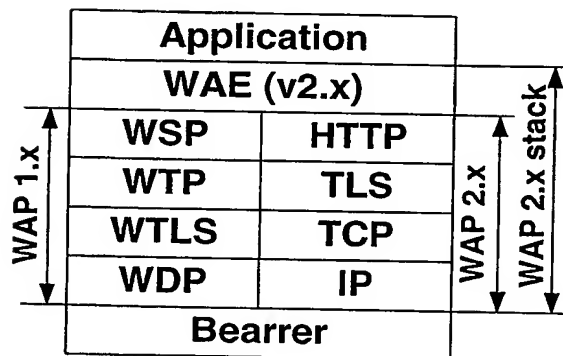 Application
WAE (v2.x)
WSP HTTP
WTP TLS
WTLS TCP
WDP IP
Bearrer
WAP 1.x
WAP 2.x
WAP 2.x stack